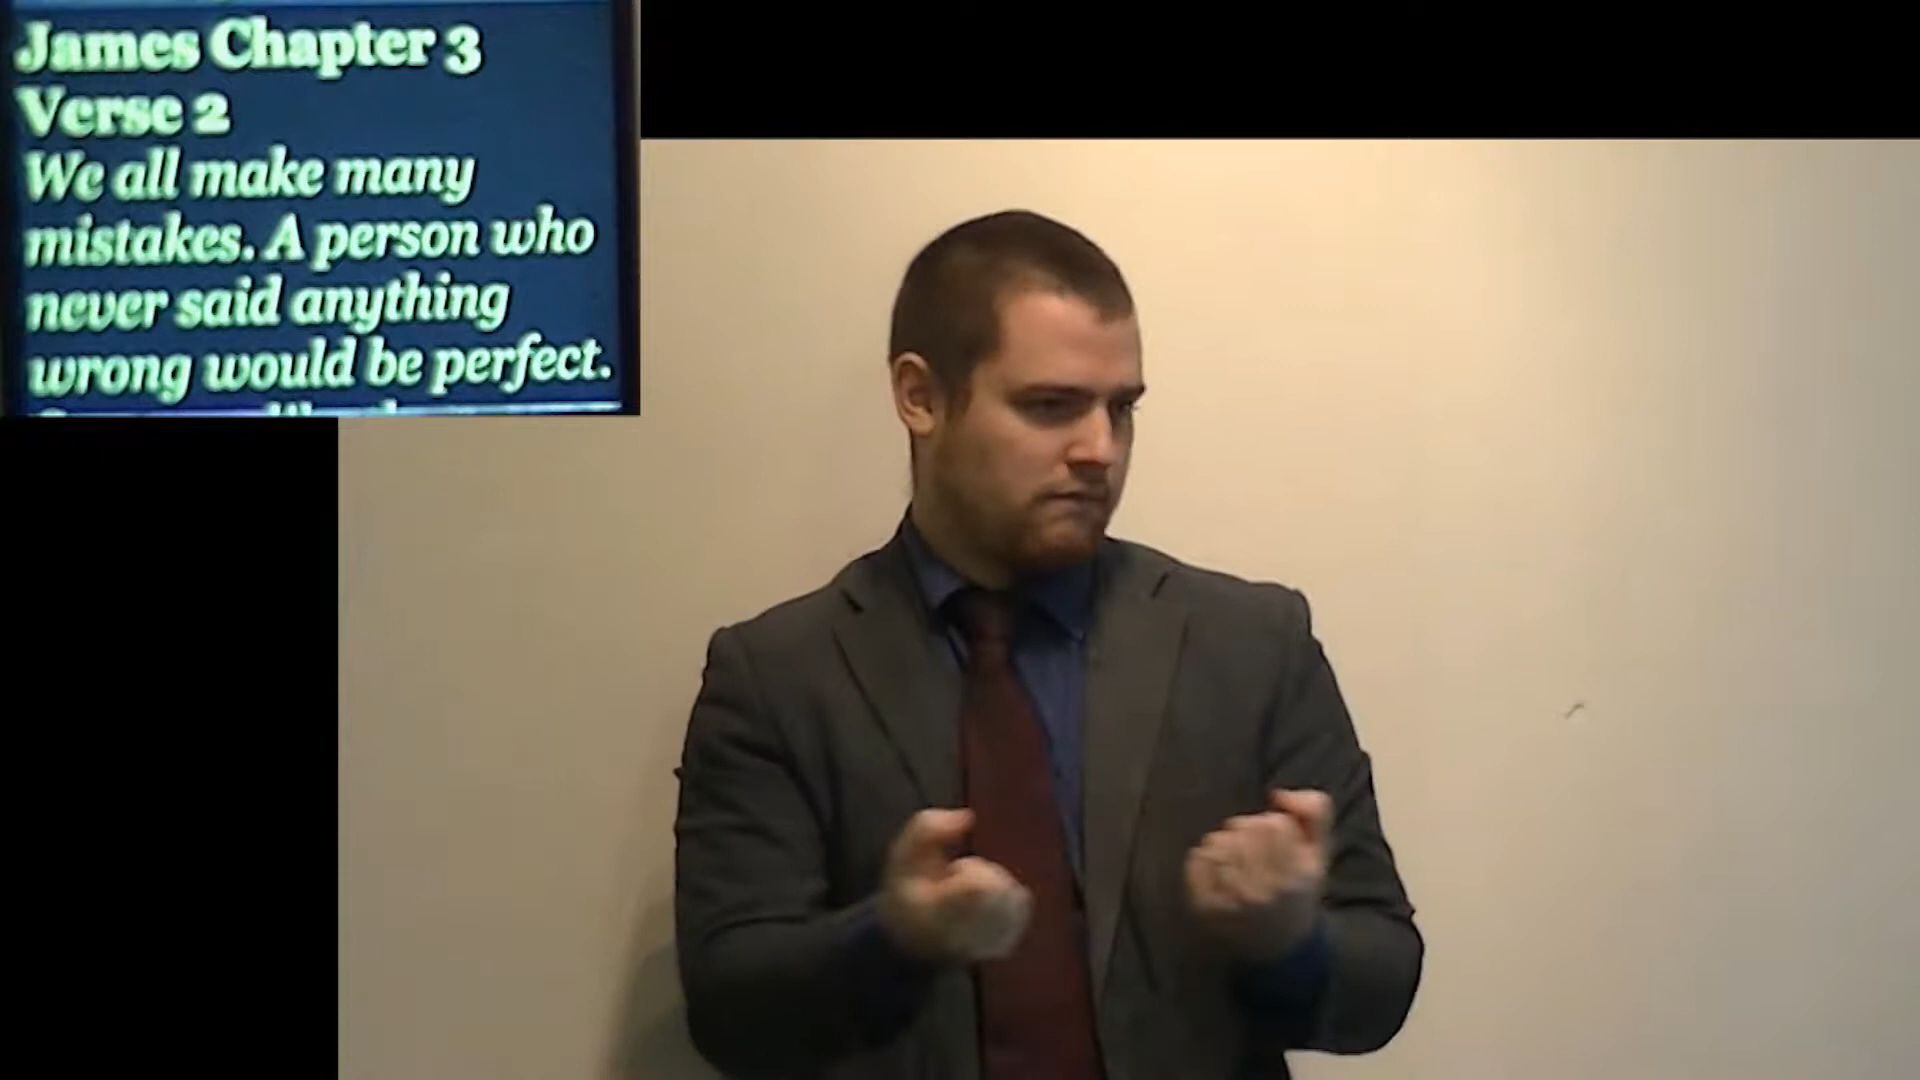 James Chapter 3
Verse 2
We all make many
mistakes. A person who
never said anything
wrong would be perfect.